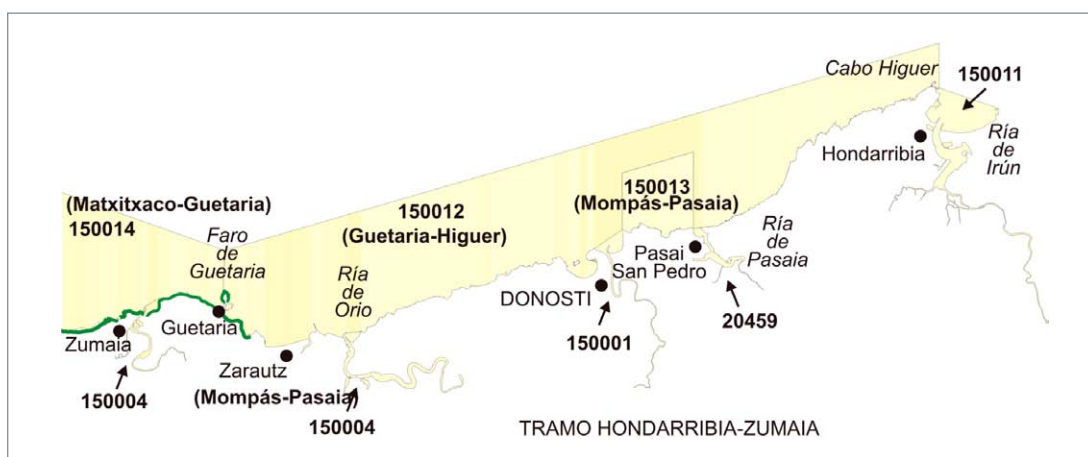 Cabo Higuer
150011
Ría
de
Irún
Hondarribia
(Matxitxaco-Guetaria)
150014
150012
(Guetaria-Higuer)
150013
(Mompás-Pasaia)
Faro
de
Guetaria
Ría
de
Orio
Ría
de
Pasaia
Pasai
San Pedro
DONOSTI
20459
150001
Guetaria
Zumaia
Zarautz
150004
(Mompás-Pasaia)
150004
TRAMO HONDARRIBIA-ZUMAIA